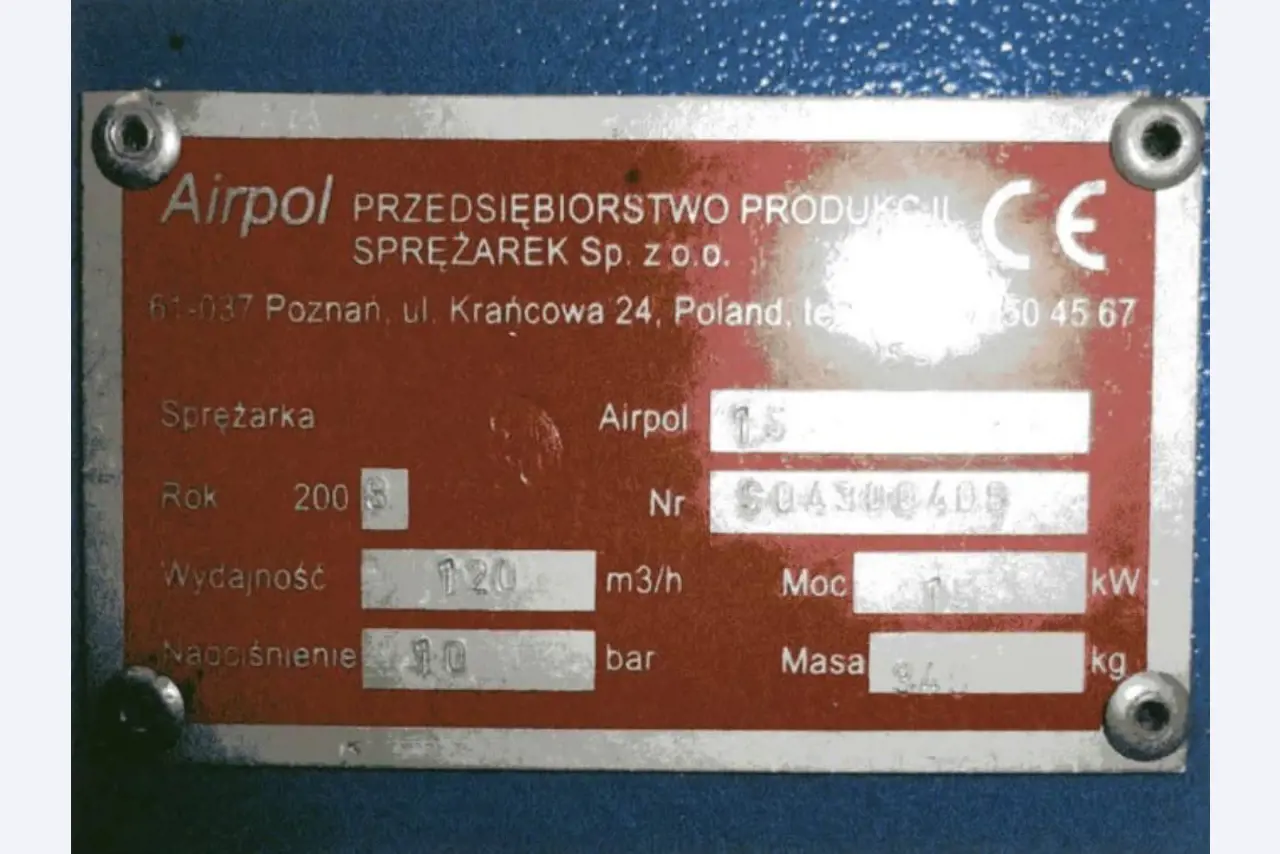 Airpol PRZEDSIĘBIORSTWO PRODUKCJI
SPRĘŻAREK Sp. z o.o.
CE
61-037 Poznań, ul. Krańcowa 24, Poland, 50 45 67
Sprężarka Airpol 15
Rok 200 Nr
Wydajność 120 m3/h Moc kW
Nadciśnienie 10 bar Masa kg